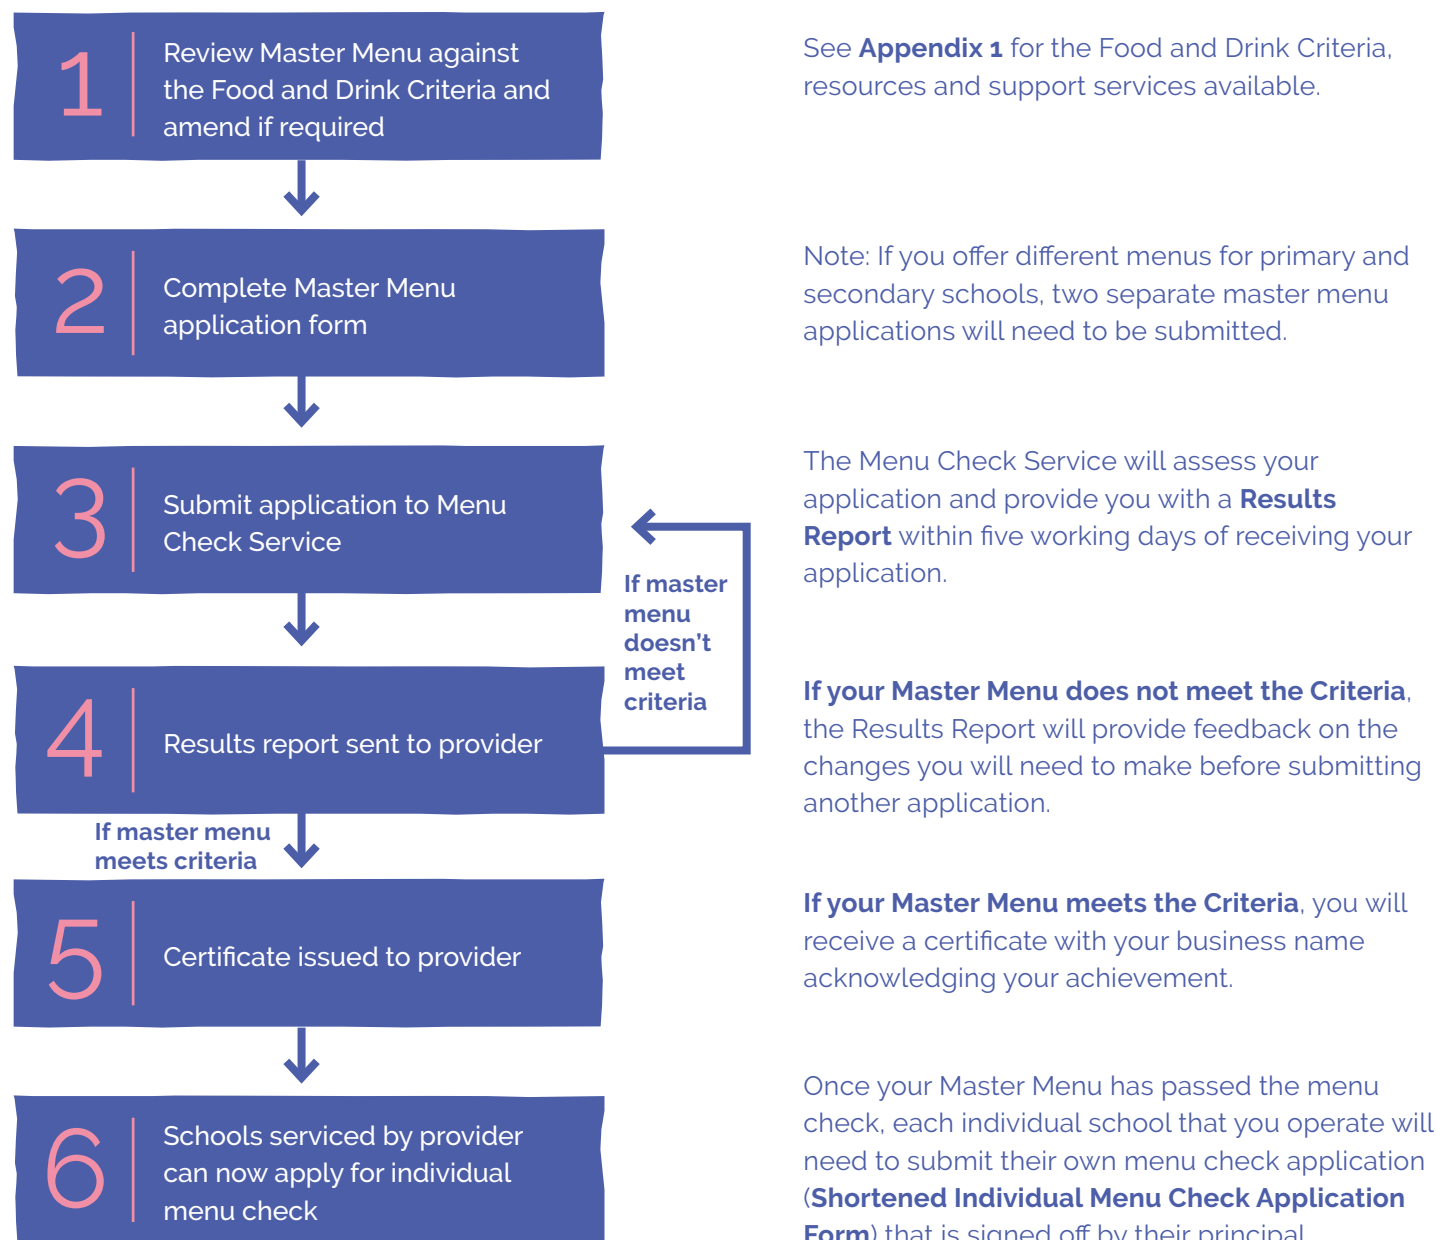 1
Review Master Menu against
the Food and Drink Criteria and
amend if required
See Appendix 1 for the Food and Drink Criteria,
resources and support services available.
2
Complete Master Menu
application form
Note: If you offer different menus for primary and
secondary schools, two separate master menu
applications will need to be submitted.
3
Submit application to Menu
Check Service
The Menu Check Service will assess your
application and provide you with a Results
Report within five working days of receiving your
application.
If master
menu
doesn't
meet
criteria
4
Results report sent to provider
If your Master Menu does not meet the Criteria,
the Results Report will provide feedback on the
changes you will need to make before submitting
another application.
If master menu
meets criteria
5
Certificate issued to provider
If your Master Menu meets the Criteria, you will
receive a certificate with your business name
acknowledging your achievement.
6
Schools serviced by provider
can now apply for individual
menu check
Once your Master Menu has passed the menu
check, each individual school that you operate will
need to submit their own menu check application
(Shortened Individual Menu Check Application
Form) that is signed off by their principal